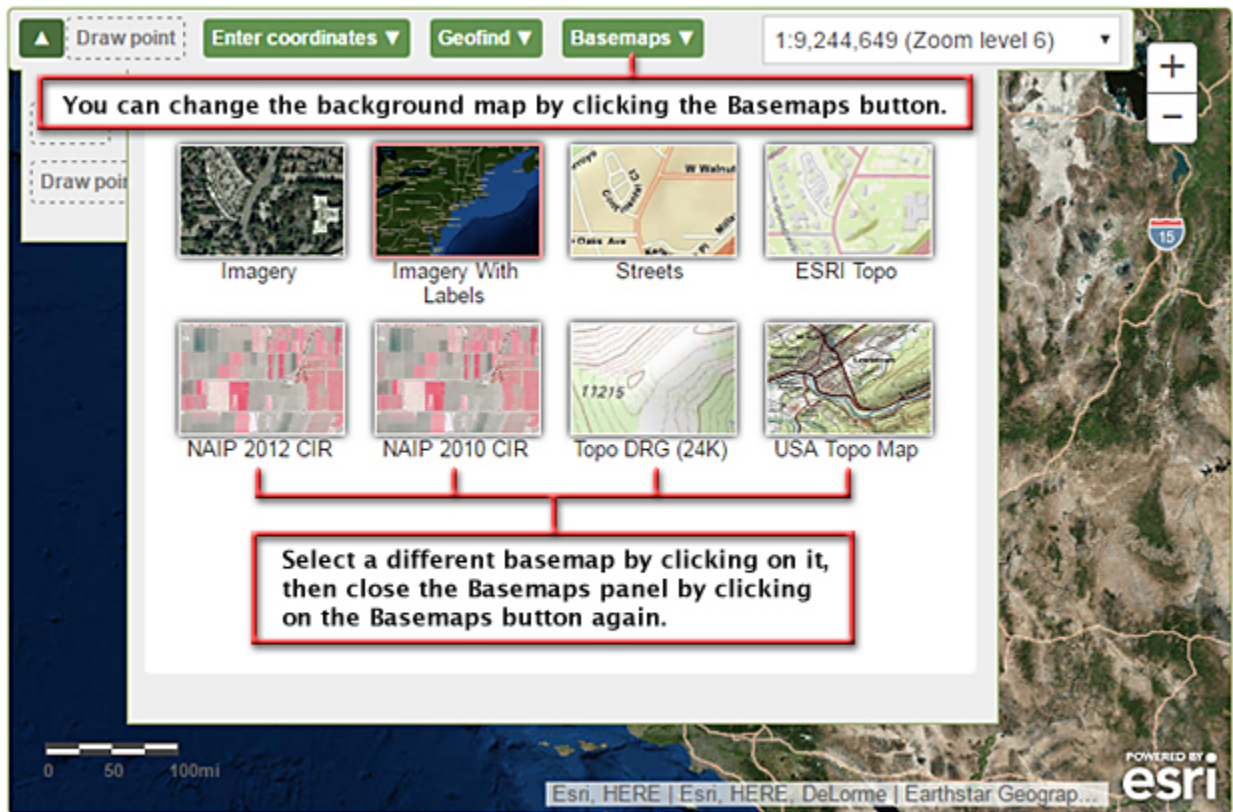 ▲ Draw point Enter coordinates ▼ Geofind ▼ Basemaps ▼ 1:9,244,649 (Zoom level 6) ▼
+
−
You can change the background map by clicking the Basemaps button.
Draw poin
W Walnut
Oaks Ave
Imagery
Imagery With
Labels
Streets
ESRI Topo
15
11215
NAIP 2012 CIR
NAIP 2010 CIR
Topo DRG (24K)
USA Topo Map
Select a different basemap by clicking on it,
then close the Basemaps panel by clicking
on the Basemaps button again.
0 50 100mi
POWERED BY
esri
Esri, HERE | Esri, HERE, DeLorme | Earthstar Geograp...